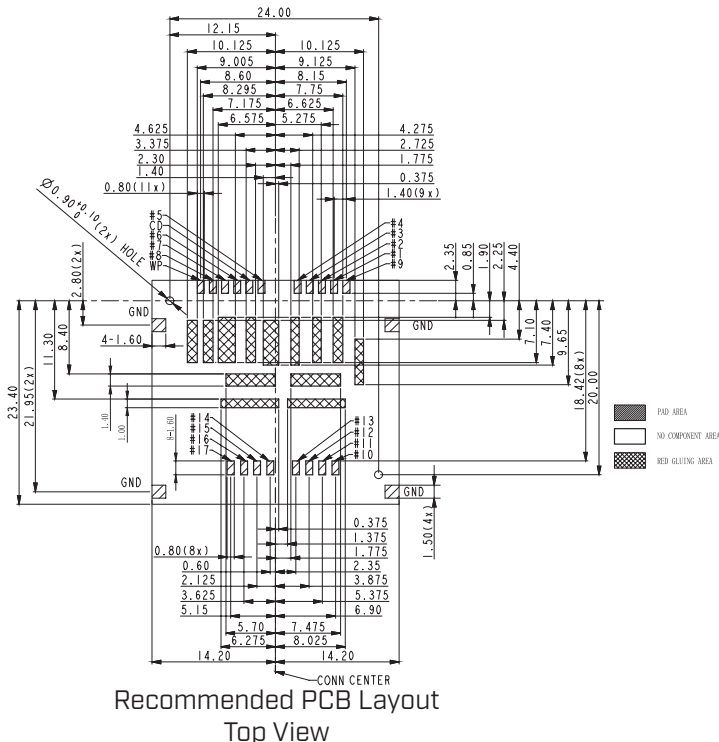 24.00
12.15
10.125 10.125
9.005 9.125
8.60 8.15
8.295 7.75
7.175 6.625
6.575 5.275
4.625 4.275
3.375 2.725
2.30 1.775
1.40 0.375
0.80(11x) 1.40(9x)
Ø0.90 +0.10 0 (2x) HOLE
#5
CD
#6
#7
#8
WP
#4
#3
#2
#1
#9
2.35
0.85
1.90
2.25
4.40
2.80(2x)
GND
GND
4-1.60
8.40
11.30
21.95(2x)
23.40
1.40
1.00
8-1.60
7.10
7.40
9.65
18.42(8x)
20.00
PAD AREA
NO COMPONENT AREA
RED GLUING AREA
#14
#15
#16
#17
#13
#12
#11
#10
GND
GND
1.50(4x)
0.375
1.375
0.80(8x) 1.775
0.60 2.35
2.125 3.875
3.625 5.375
5.15 6.90
5.70 7.475
6.275 8.025
14.20 14.20
CONN CENTER
Recommended PCB Layout
Top View